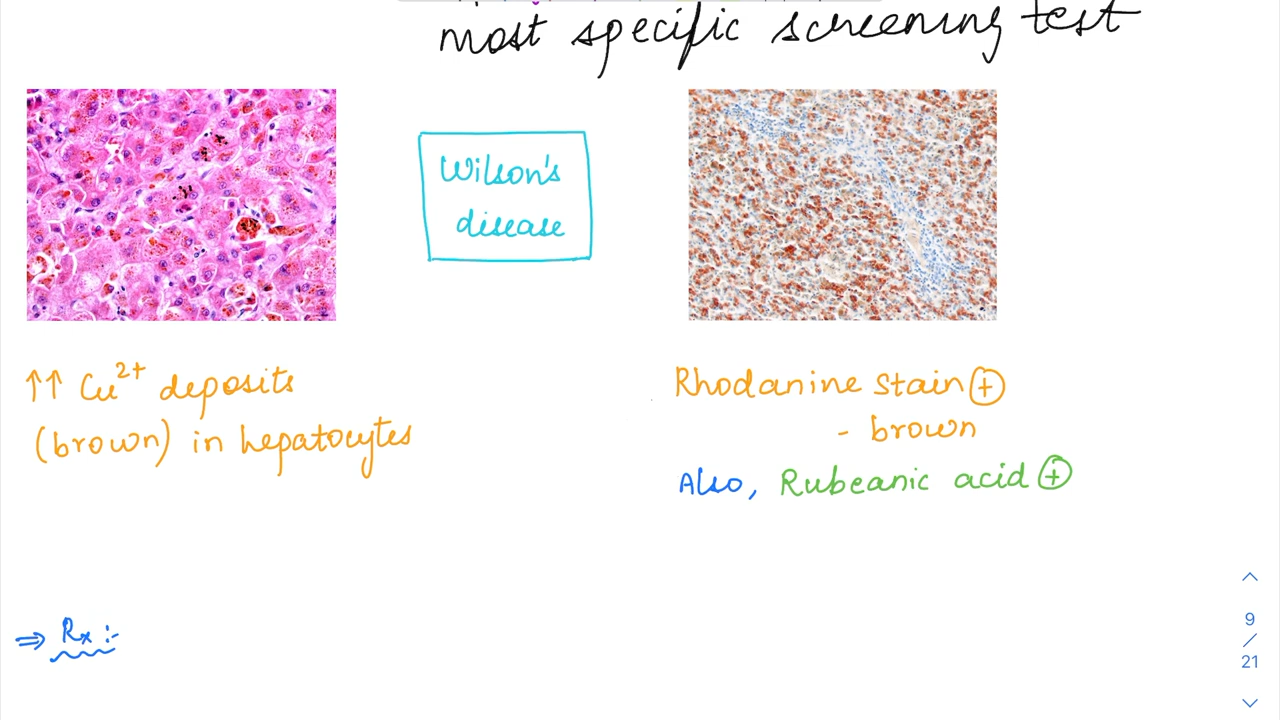 most specific screening test
Wilson's
disease
↑↑ Cu²⁺ deposits
(brown) in hepatocytes
Rhodanine stain ⊕
- brown
Also, Rubeanic acid ⊕
⇒ Rx :-
9
/
21